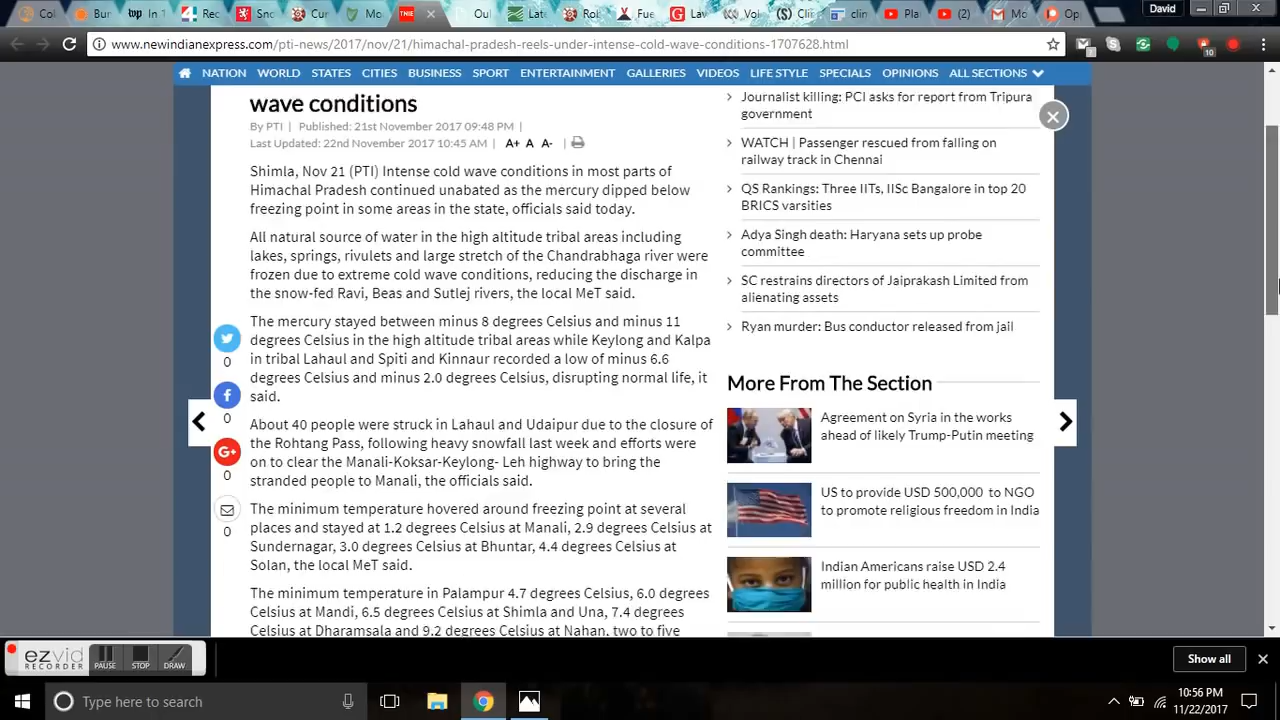 Col
Bur
In 1
Rec
Sno
Cur
Mo
TNIE
Oul
Late
Rol
Fue
Lav
Vol
Clin
clin
Pla
(2)
Mo
Op
David
www.newindianexpress.com/pti-news/2017/nov/21/himachal-pradesh-reels-under-intense-cold-wave-conditions-1707628.html
10
NATION WORLD STATES CITIES BUSINESS SPORT ENTERTAINMENT GALLERIES VIDEOS LIFE STYLE SPECIALS OPINIONS ALL SECTIONS
wave conditions
By PTI | Published: 21st November 2017 09:48 PM |
Last Updated: 22nd November 2017 10:45 AM | A+ A A- |
Shimla, Nov 21 (PTI) Intense cold wave conditions in most parts of
Himachal Pradesh continued unabated as the mercury dipped below
freezing point in some areas in the state, officials said today.
All natural source of water in the high altitude tribal areas including
lakes, springs, rivulets and large stretch of the Chandrabhaga river were
frozen due to extreme cold wave conditions, reducing the discharge in
the snow-fed Ravi, Beas and Sutlej rivers, the local MeT said.
The mercury stayed between minus 8 degrees Celsius and minus 11
degrees Celsius in the high altitude tribal areas while Keylong and Kalpa
in tribal Lahaul and Spiti and Kinnaur recorded a low of minus 6.6
degrees Celsius and minus 2.0 degrees Celsius, disrupting normal life, it
said.
About 40 people were struck in Lahaul and Udaipur due to the closure of
the Rohtang Pass, following heavy snowfall last week and efforts were
on to clear the Manali-Koksar-Keylong- Leh highway to bring the
stranded people to Manali, the officials said.
The minimum temperature hovered around freezing point at several
places and stayed at 1.2 degrees Celsius at Manali, 2.9 degrees Celsius at
Sundernagar, 3.0 degrees Celsius at Bhuntar, 4.4 degrees Celsius at
Solan, the local MeT said.
The minimum temperature in Palampur 4.7 degrees Celsius, 6.0 degrees
Celsius at Mandi, 6.5 degrees Celsius at Shimla and Una, 7.4 degrees
Celsius at Dharamsala and 9.2 degrees Celsius at Nahan, two to five
0
0
0
0
Journalist killing: PCI asks for report from Tripura
government
WATCH | Passenger rescued from falling on
railway track in Chennai
QS Rankings: Three IITs, IISc Bangalore in top 20
BRICS varsities
Adya Singh death: Haryana sets up probe
committee
SC restrains directors of Jaiprakash Limited from
alienating assets
Ryan murder: Bus conductor released from jail
More From The Section
Agreement on Syria in the works
ahead of likely Trump-Putin meeting
US to provide USD 500,000 to NGO
to promote religious freedom in India
Indian Americans raise USD 2.4
million for public health in India
ezvid
RECORDER
PAUSE
STOP
DRAW
Show all
Type here to search
10:56 PM
11/22/2017